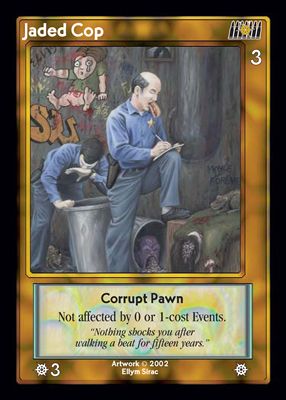 Jaded Cop
3
Corrupt Pawn
Not affected by 0 or 1-cost Events.
"Nothing shocks you after
walking a beat for fifteen years."
3
Artwork © 2002
Ellym Sirac